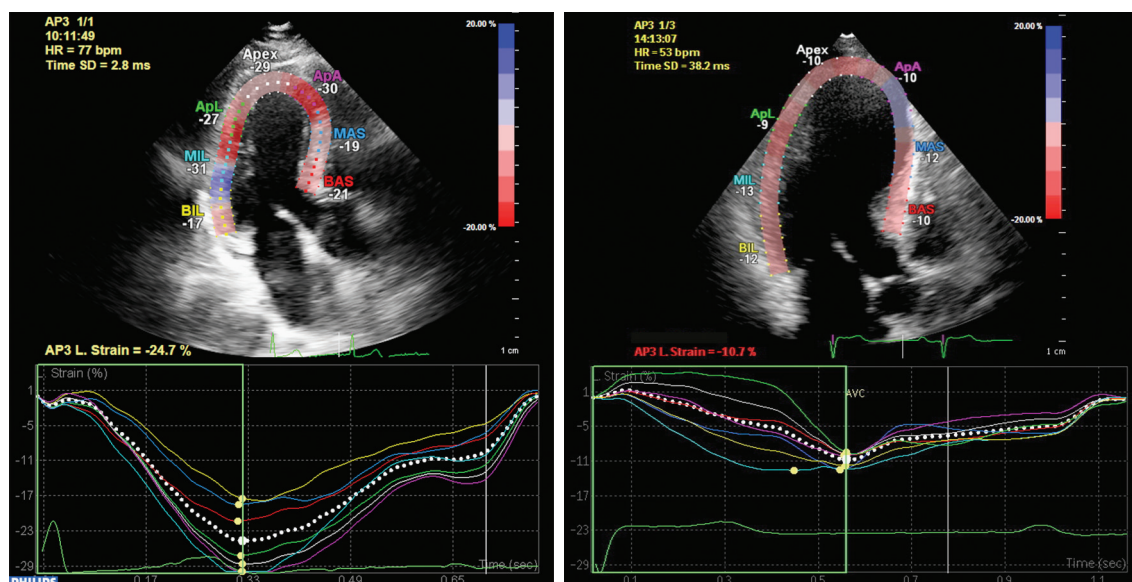 AP3 1/1
10:11:49
HR = 77 bpm
Time SD = 2.8 ms
20.00 %
Apex
-29
ApA
-30
ApL
-27
MAS
-19
MIL
-31
BAS
-21
BIL
-17
-20.00 %
AP3 L. Strain = -24.7 %
1 cm
Strain (%)
1
-5
-11
-17
-23
-29
0.17
0.33
0.49
0.65
Time (sec)
PHILIPS
AP3 1/3
14:13:07
HR = 53 bpm
Time SD = 38.2 ms
20.00 %
Apex
-10
ApA
-10
ApL
-9
MAS
-12
MIL
-13
BAS
-10
BIL
-12
-20.00 %
AP3 L. Strain = -10.7 %
1 cm
Strain (%)
AVC
1
-5
-11
-17
-23
-29
0.1
0.3
0.5
0.7
0.9
1.1
Time (sec)